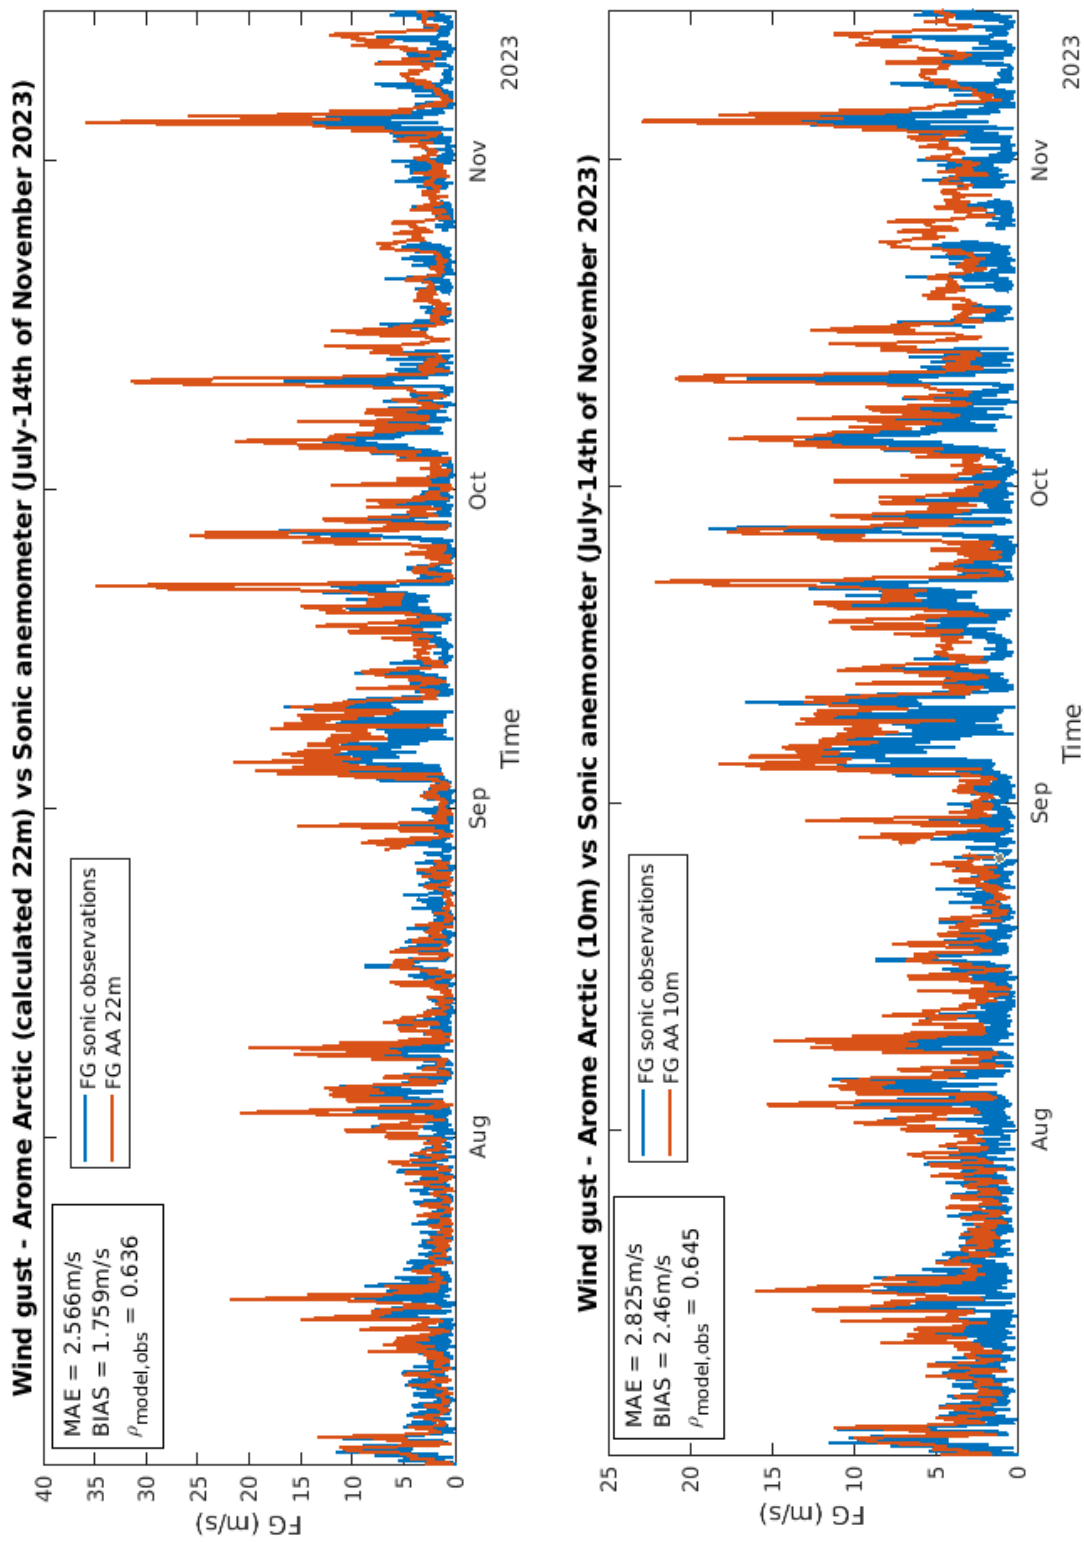 Wind gust - Arome Arctic (calculated 22m) vs Sonic anemometer (July-14th of November 2023)
MAE = 2.566m/s
BIAS = 1.759m/s
ρmodel,obs = 0.636
FG sonic observations
FG AA 22m
FG (m/s)
40
35
30
25
20
15
10
5
0
Aug
Sep
Oct
Nov
Time
2023
Wind gust - Arome Arctic (10m) vs Sonic anemometer (July-14th of November 2023)
MAE = 2.825m/s
BIAS = 2.46m/s
ρmodel,obs = 0.645
FG sonic observations
FG AA 10m
FG (m/s)
25
20
15
10
5
0
Aug
Sep
Oct
Nov
Time
2023